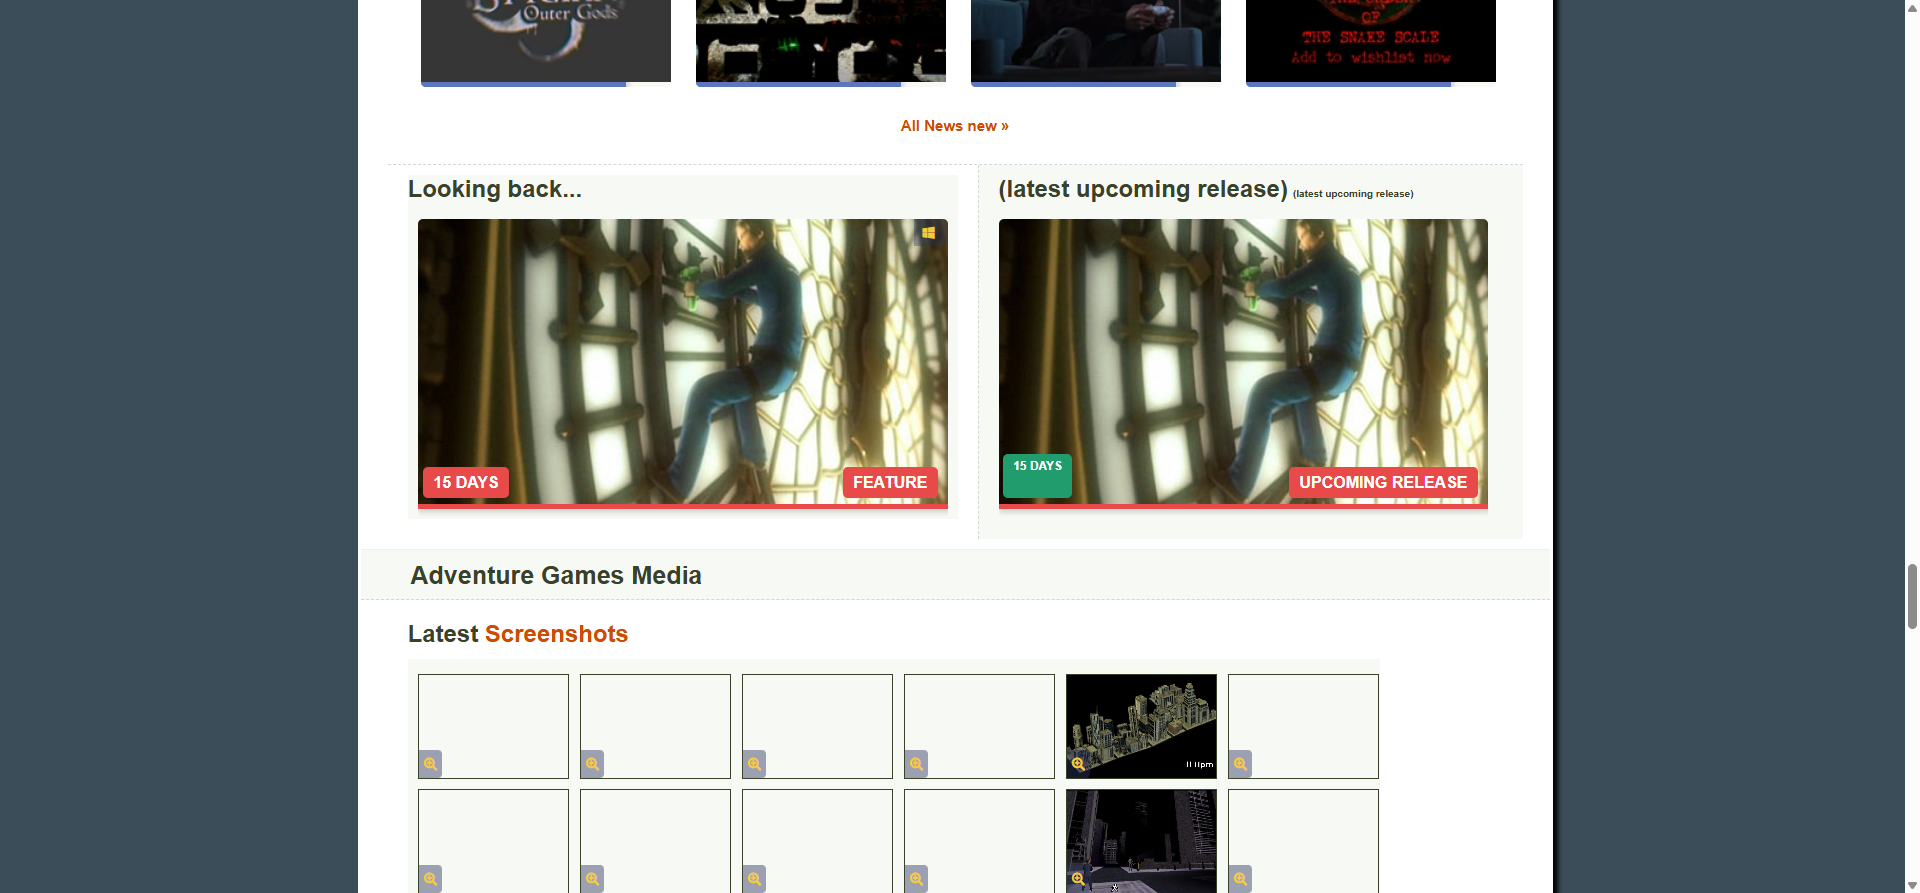 Outer Gods
OF
THE SNAKE SCALE
Add to wishlist now
All News new »
Looking back...
(latest upcoming release) (latest upcoming release)
15 DAYS
FEATURE
15 DAYS
UPCOMING RELEASE
Adventure Games Media
Latest Screenshots
11 11pm